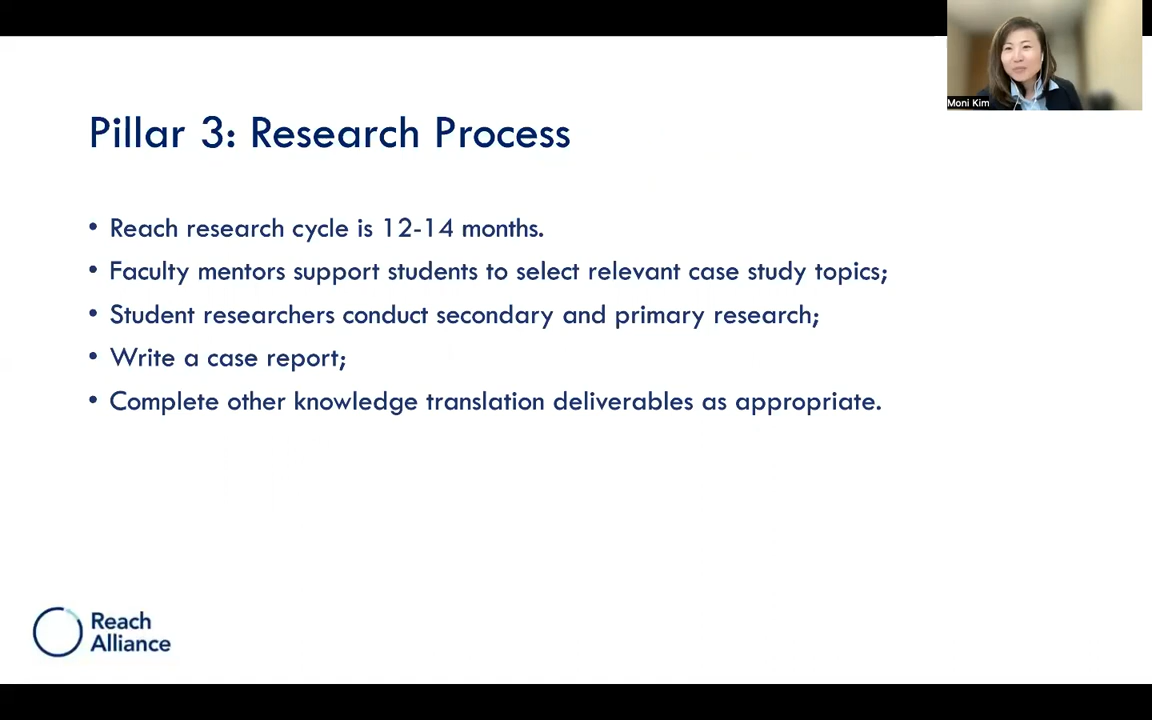 Moni Kim
Pillar 3: Research Process
• Reach research cycle is 12-14 months.
• Faculty mentors support students to select relevant case study topics;
• Student researchers conduct secondary and primary research;
• Write a case report;
• Complete other knowledge translation deliverables as appropriate.
Reach
Alliance